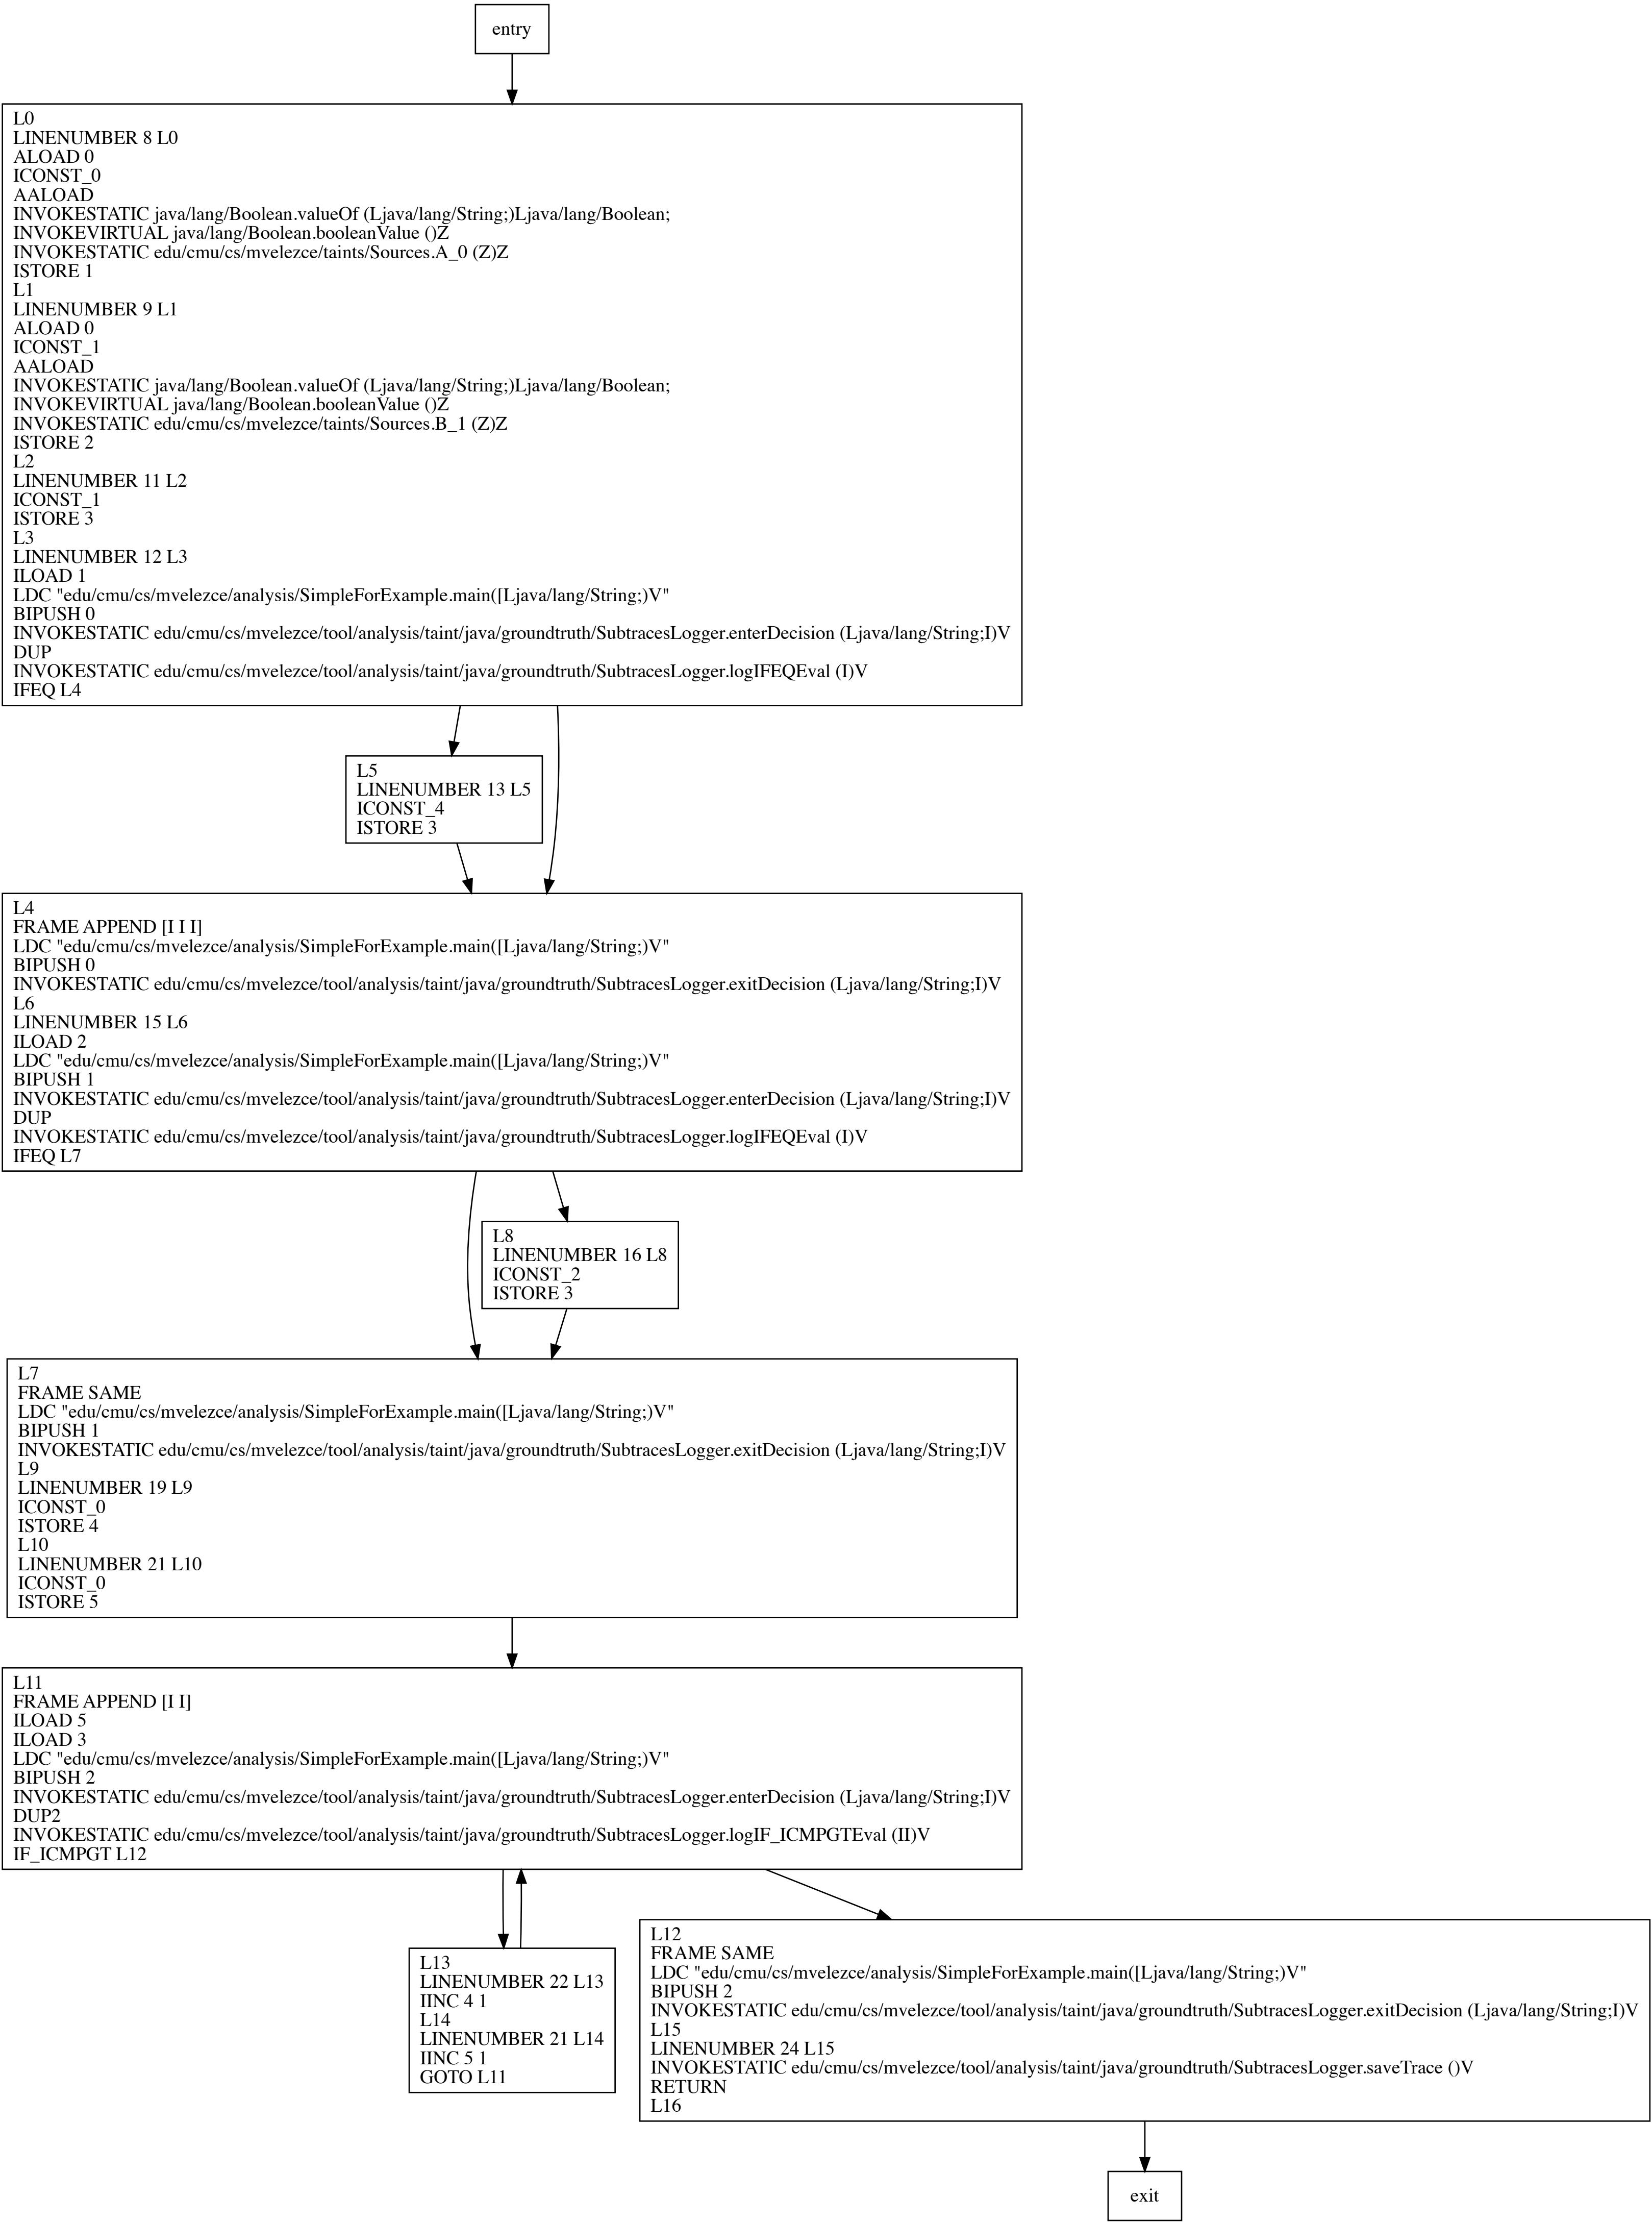 entry
L0
LINENUMBER 8 L0
ALOAD 0
ICONST_0
AALOAD
INVOKESTATIC java/lang/Boolean.valueOf (Ljava/lang/String;)Ljava/lang/Boolean;
INVOKEVIRTUAL java/lang/Boolean.booleanValue ()Z
INVOKESTATIC edu/cmu/cs/mvelezce/taints/Sources.A_0 (Z)Z
ISTORE 1
L1
LINENUMBER 9 L1
ALOAD 0
ICONST_1
AALOAD
INVOKESTATIC java/lang/Boolean.valueOf (Ljava/lang/String;)Ljava/lang/Boolean;
INVOKEVIRTUAL java/lang/Boolean.booleanValue ()Z
INVOKESTATIC edu/cmu/cs/mvelezce/taints/Sources.B_1 (Z)Z
ISTORE 2
L2
LINENUMBER 11 L2
ICONST_1
ISTORE 3
L3
LINENUMBER 12 L3
ILOAD 1
LDC "edu/cmu/cs/mvelezce/analysis/SimpleForExample.main([Ljava/lang/String;)V"
BIPUSH 0
INVOKESTATIC edu/cmu/cs/mvelezce/tool/analysis/taint/java/groundtruth/SubtracesLogger.enterDecision (Ljava/lang/String;I)V
DUP
INVOKESTATIC edu/cmu/cs/mvelezce/tool/analysis/taint/java/groundtruth/SubtracesLogger.logIFEQEval (I)V
IFEQ L4
L5
LINENUMBER 13 L5
ICONST_4
ISTORE 3
L4
FRAME APPEND [I I I]
LDC "edu/cmu/cs/mvelezce/analysis/SimpleForExample.main([Ljava/lang/String;)V"
BIPUSH 0
INVOKESTATIC edu/cmu/cs/mvelezce/tool/analysis/taint/java/groundtruth/SubtracesLogger.exitDecision (Ljava/lang/String;I)V
L6
LINENUMBER 15 L6
ILOAD 2
LDC "edu/cmu/cs/mvelezce/analysis/SimpleForExample.main([Ljava/lang/String;)V"
BIPUSH 1
INVOKESTATIC edu/cmu/cs/mvelezce/tool/analysis/taint/java/groundtruth/SubtracesLogger.enterDecision (Ljava/lang/String;I)V
DUP
INVOKESTATIC edu/cmu/cs/mvelezce/tool/analysis/taint/java/groundtruth/SubtracesLogger.logIFEQEval (I)V
IFEQ L7
L8
LINENUMBER 16 L8
ICONST_2
ISTORE 3
L7
FRAME SAME
LDC "edu/cmu/cs/mvelezce/analysis/SimpleForExample.main([Ljava/lang/String;)V"
BIPUSH 1
INVOKESTATIC edu/cmu/cs/mvelezce/tool/analysis/taint/java/groundtruth/SubtracesLogger.exitDecision (Ljava/lang/String;I)V
L9
LINENUMBER 19 L9
ICONST_0
ISTORE 4
L10
LINENUMBER 21 L10
ICONST_0
ISTORE 5
L11
FRAME APPEND [I I]
ILOAD 5
ILOAD 3
LDC "edu/cmu/cs/mvelezce/analysis/SimpleForExample.main([Ljava/lang/String;)V"
BIPUSH 2
INVOKESTATIC edu/cmu/cs/mvelezce/tool/analysis/taint/java/groundtruth/SubtracesLogger.enterDecision (Ljava/lang/String;I)V
DUP2
INVOKESTATIC edu/cmu/cs/mvelezce/tool/analysis/taint/java/groundtruth/SubtracesLogger.logIF_ICMPGTEval (II)V
IF_ICMPGT L12
L13
LINENUMBER 22 L13
IINC 4 1
L14
LINENUMBER 21 L14
IINC 5 1
GOTO L11
L12
FRAME SAME
LDC "edu/cmu/cs/mvelezce/analysis/SimpleForExample.main([Ljava/lang/String;)V"
BIPUSH 2
INVOKESTATIC edu/cmu/cs/mvelezce/tool/analysis/taint/java/groundtruth/SubtracesLogger.exitDecision (Ljava/lang/String;I)V
L15
LINENUMBER 24 L15
INVOKESTATIC edu/cmu/cs/mvelezce/tool/analysis/taint/java/groundtruth/SubtracesLogger.saveTrace ()V
RETURN
L16
exit